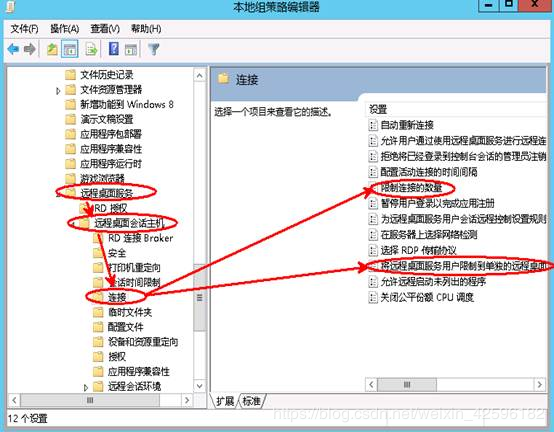 本地组策略编辑器
文件(F) 操作(A) 查看(V) 帮助(H)
文件历史记录
文件资源管理器
新增功能到 Windows 8
演示文稿设置
应用程序包部署
应用程序兼容性
应用程序运行时
游戏浏览器
远程桌面服务
RD 授权
远程桌面会话主机
RD 连接 Broker
安全
打印机重定向
会话时间限制
连接
临时文件夹
配置文件
设备和资源重定向
授权
应用程序兼容性
远程会话环境
连接
选择一个项目来查看它的描述。
设置
自动重新连接
允许用户通过使用远程桌面服务进行远程连
拒绝将已经登录到控制台会话的管理员注销
配置活动连接的时间间隔
限制连接的数量
暂停用户登录以完成应用注册
为远程桌面服务用户会话远程控制设置规则
在服务器上选择网络检测
选择 RDP 传输协议
将远程桌面服务用户限制到单独的远程桌面
允许远程启动未列出的程序
关闭公平份额 CPU 调度
扩展 标准
12 个设置
https://blog.csdn.net/weixin_42596182